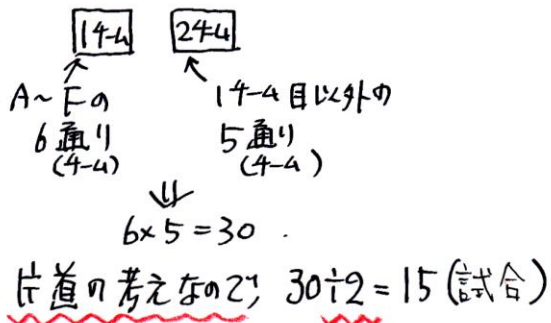 1チーム 2チーム
A～Fの 1チーム目以外の
6通り 5通り
(チーム) (チーム)
6×5=30.
片道の考えなので, 30÷2=15(試合)